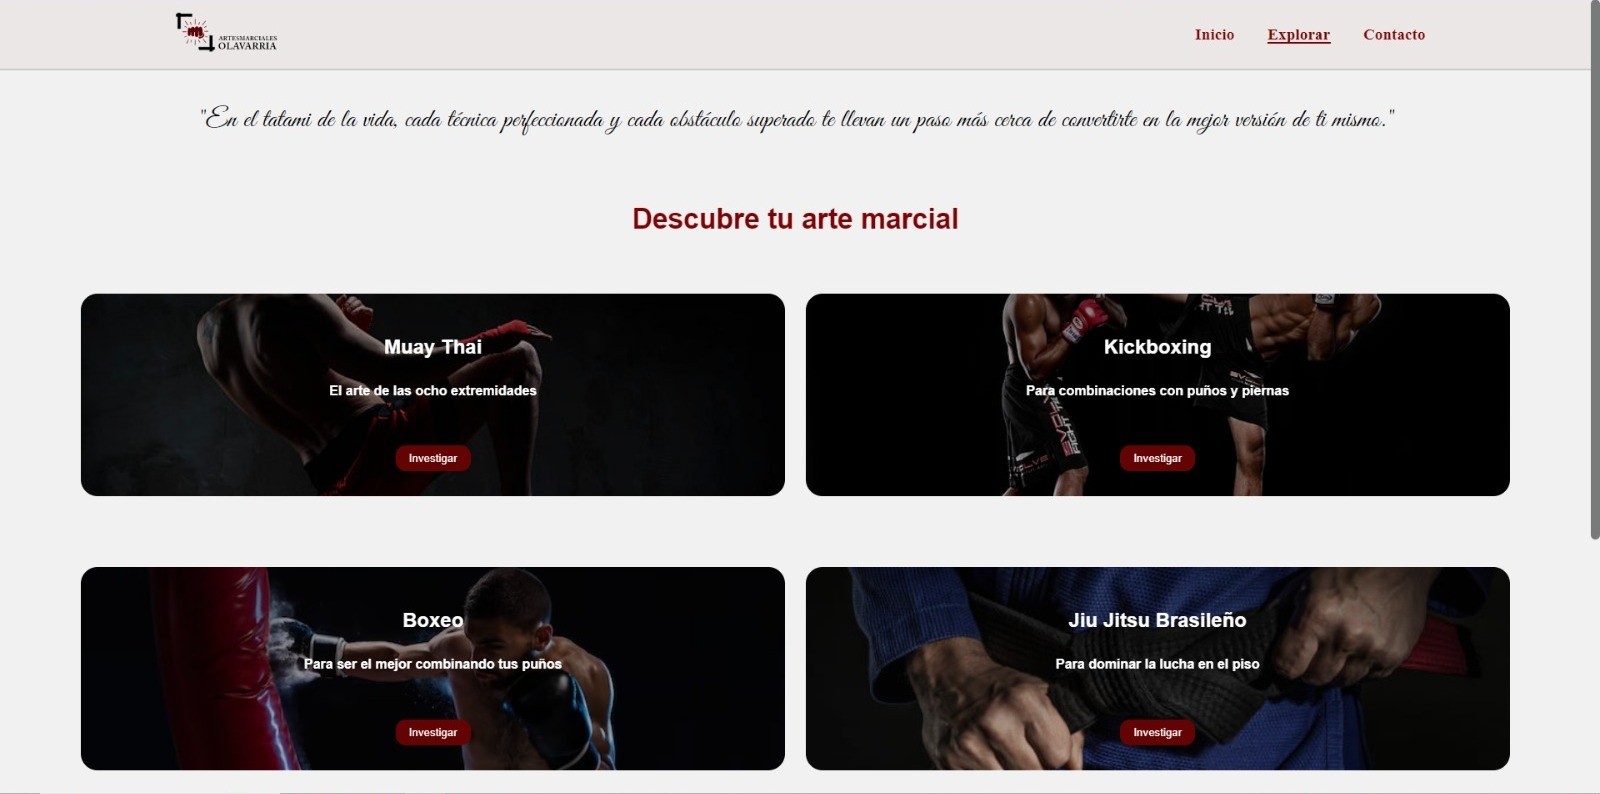 ARTESMARCIALES
OLAVARRIA
Inicio Explorar Contacto
"En el tatami de la vida, cada técnica perfeccionada y cada obstáculo superado te llevan un paso más cerca de convertirte en la mejor versión de ti mismo."
Descubre tu arte marcial
Muay Thai
El arte de las ocho extremidades
Investigar
Kickboxing
Para combinaciones con puños y piernas
Investigar
Boxeo
Para ser el mejor combinando tus puños
Investigar
Jiu Jitsu Brasileño
Para dominar la lucha en el piso
Investigar